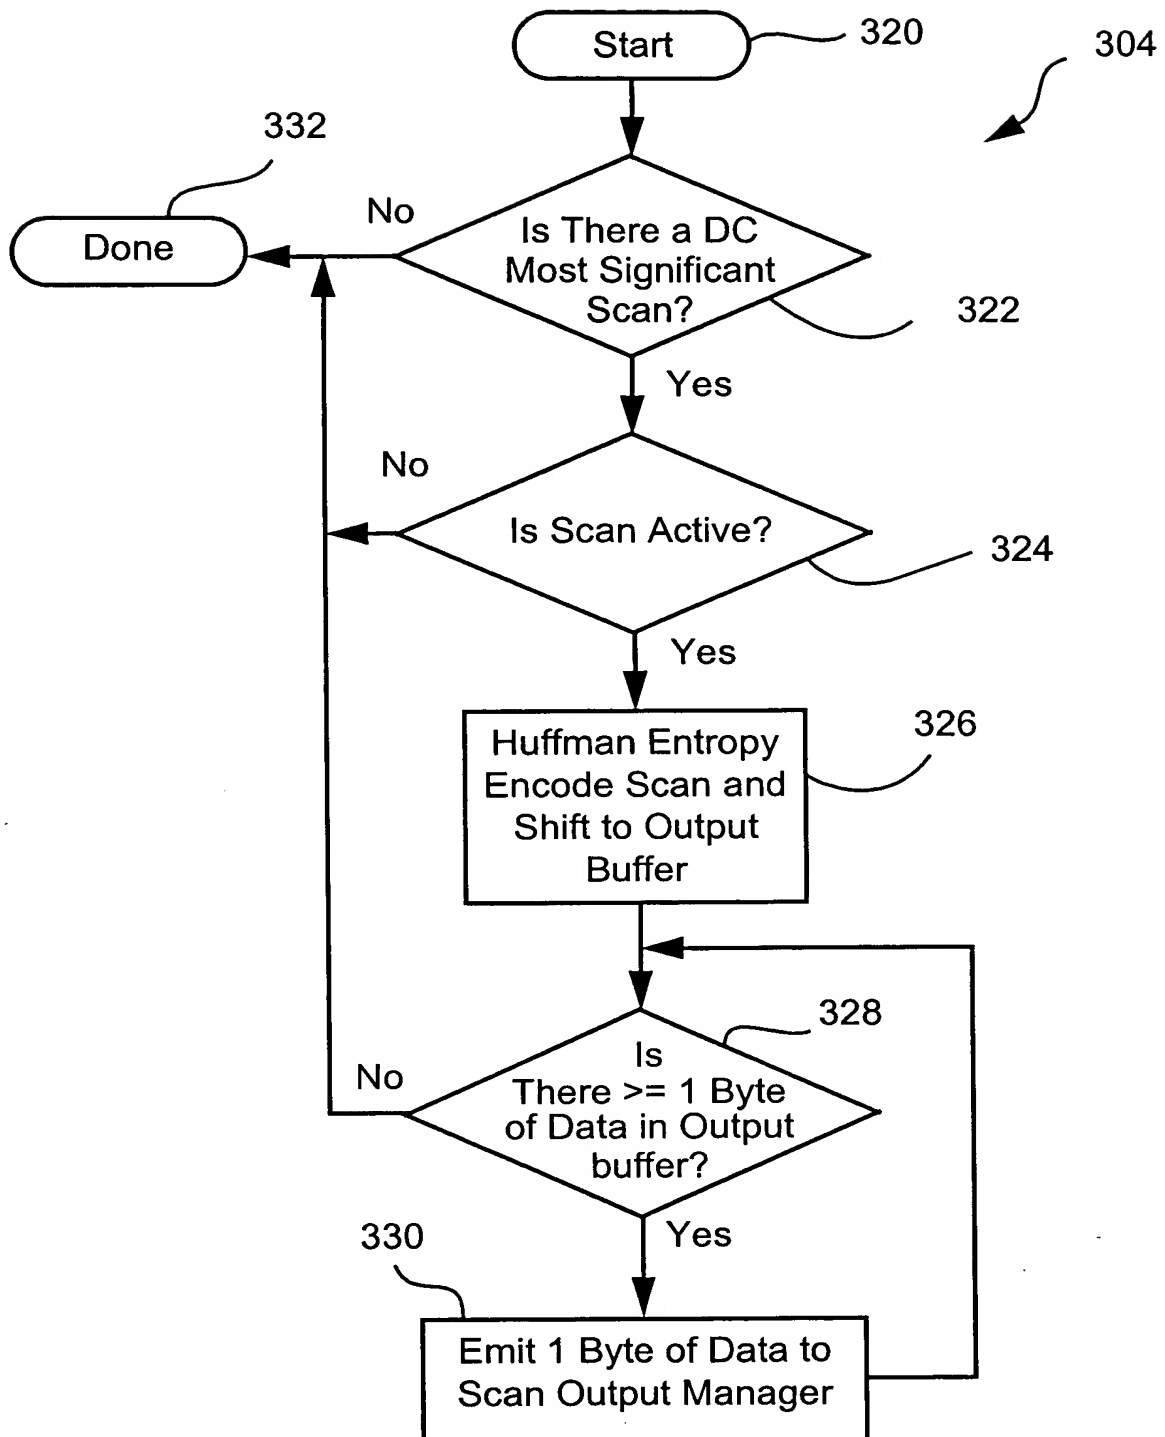 Start
320
304
332
No
Done
Is There a DC
Most Significant
Scan?
322
Yes
No
Is Scan Active?
324
Yes
326
Huffman Entropy
Encode Scan and
Shift to Output
Buffer
328
Is
There >= 1 Byte
of Data in Output
buffer?
No
Yes
330
Emit 1 Byte of Data to
Scan Output Manager